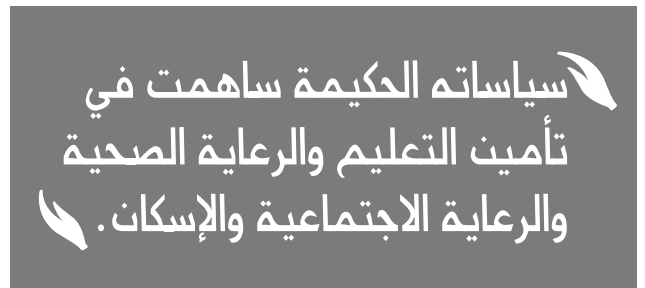 سياساته الحكيمة ساهمت في
تأمين التعليم والرعاية الصحية
والرعاية الاجتماعية والإسكان.